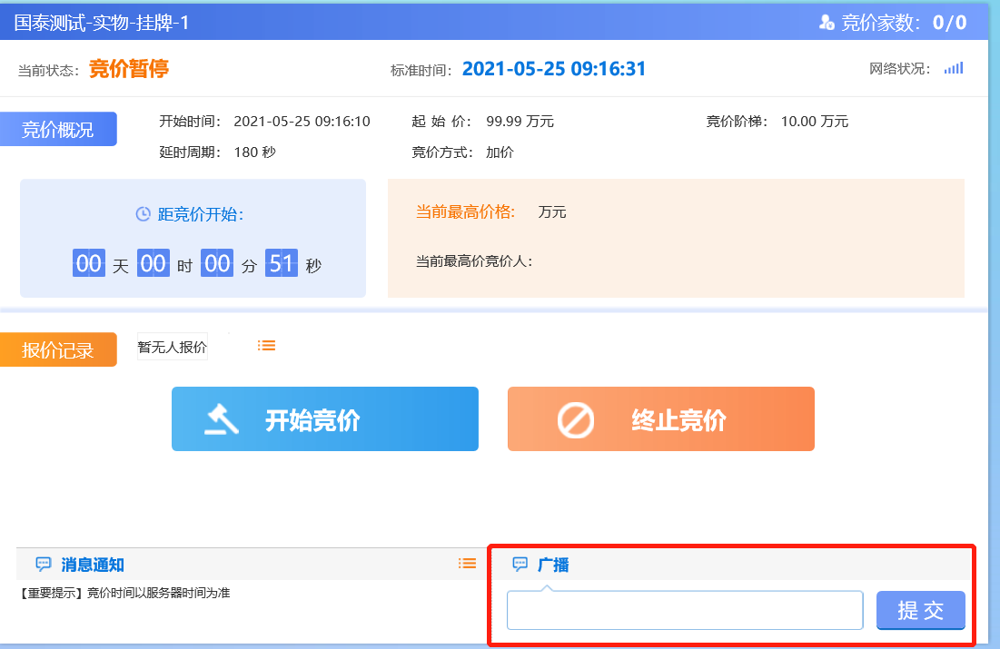 国泰测试-实物-挂牌-1
竞价家数： 0/0
当前状态： 竞价暂停
标准时间： 2021-05-25 09:16:31
网络状况：
竞价概况
开始时间： 2021-05-25 09:16:10
起 始 价： 99.99 万元
竞价阶梯： 10.00 万元
延时周期： 180 秒
竞价方式： 加价
距竞价开始：
00 天 00 时 00 分 51 秒
当前最高价格： 万元
当前最高价竞价人：
报价记录
暂无人报价
开始竞价
终止竞价
消息通知
【重要提示】竞价时间以服务器时间为准
广播
提 交